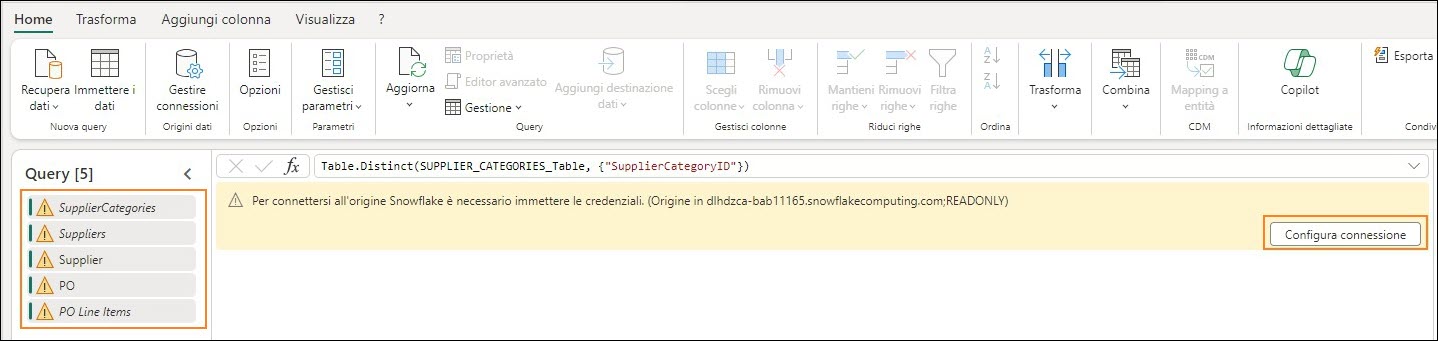 Home Trasforma Aggiungi colonna Visualizza ?
Recupera dati
Immettere i dati
Nuova query
Gestire connessioni
Origini dati
Opzioni
Opzioni
Gestisci parametri
Parametri
Aggiorna
Proprietà
Editor avanzato
Gestione
Aggiungi destinazione dati
Query
Scegli colonne
Rimuovi colonna
Gestisci colonne
Mantieni righe
Rimuovi righe
Filtra righe
Riduci righe
A Z
Z A
Ordina
Trasforma
Combina
CDM
Mapping a entità
CDM
Copilot
Informazioni dettagliate
Esporta
Condiv
Query [5]
SupplierCategories
Suppliers
Supplier
PO
PO Line Items
fx Table.Distinct(SUPPLIER_CATEGORIES_Table, {"SupplierCategoryID"})
Per connettersi all'origine Snowflake è necessario immettere le credenziali. (Origine in dlhdzca-bab11165.snowflakecomputing.com;READONLY)
Configura connessione